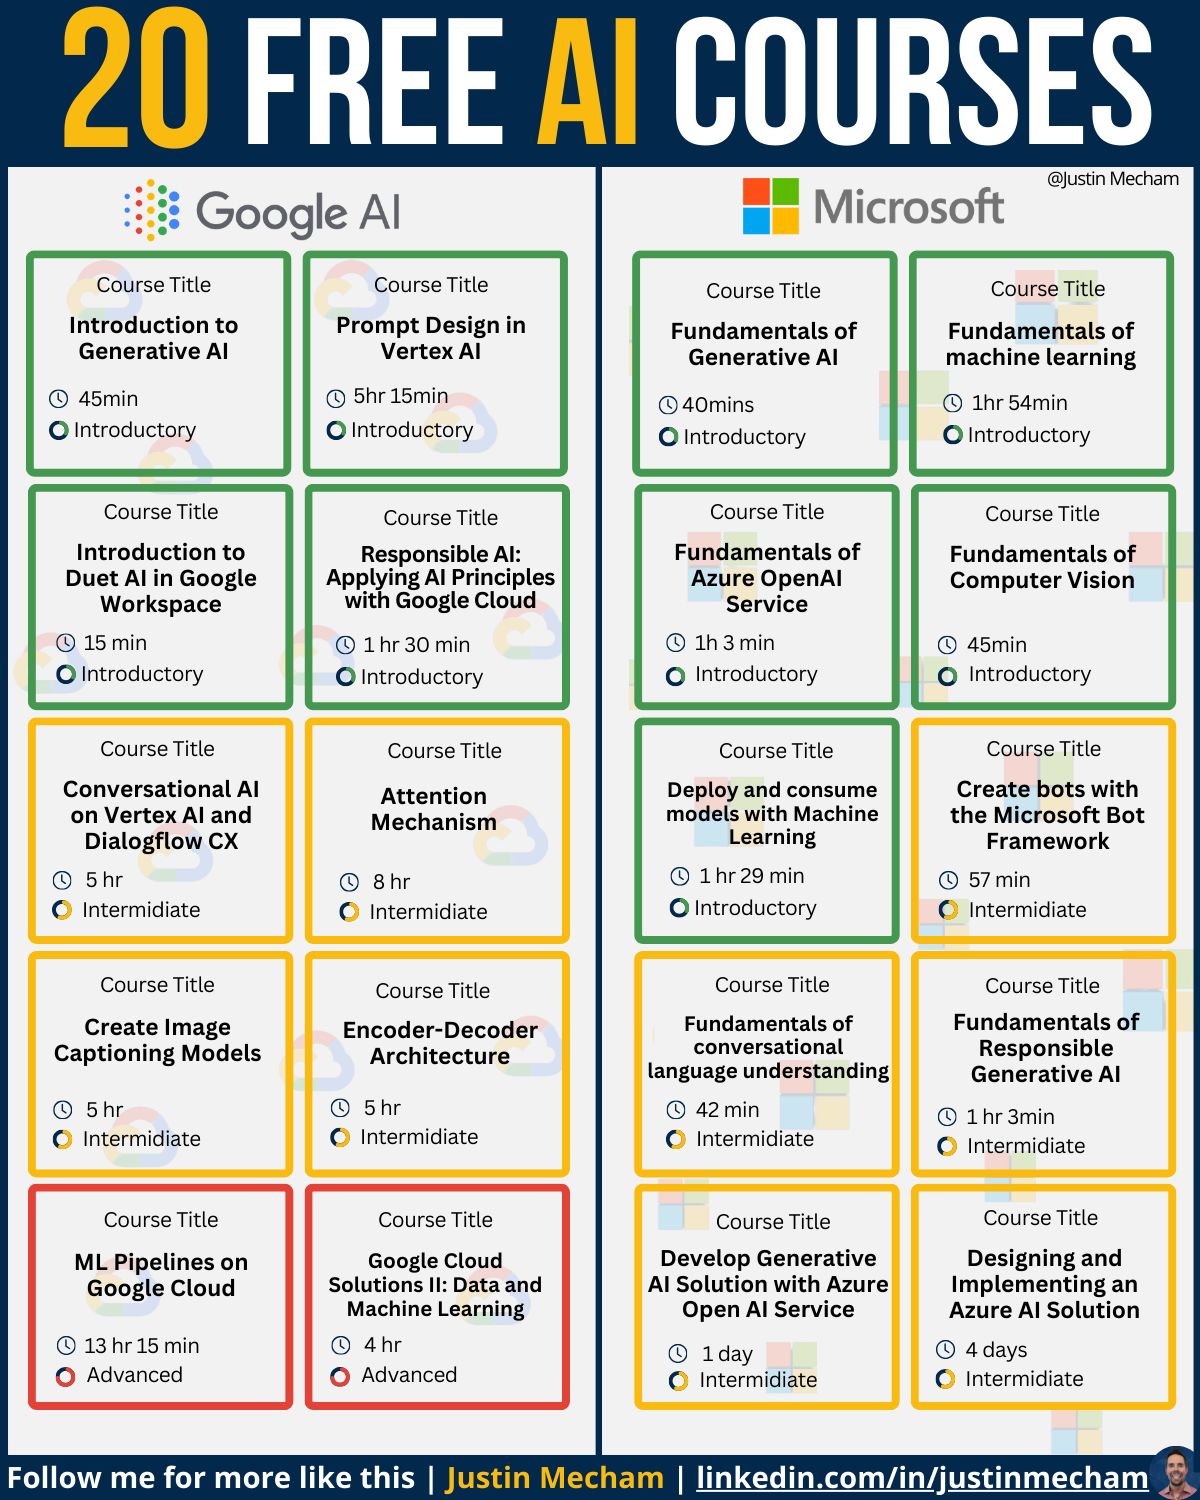 20 FREE AI COURSES
Google AI
Course Title
Introduction to
Generative AI
45min
Introductory
Course Title
Prompt Design in
Vertex AI
5hr 15min
Introductory
Course Title
Introduction to
Duet AI in Google
Workspace
15 min
Introductory
Course Title
Responsible AI:
Applying AI Principles
with Google Cloud
1 hr 30 min
Introductory
Course Title
Conversational AI
on Vertex AI and
Dialogflow CX
5 hr
Intermidiate
Course Title
Attention
Mechanism
8 hr
Intermidiate
Course Title
Create Image
Captioning Models
5 hr
Intermidiate
Course Title
Encoder-Decoder
Architecture
5 hr
Intermidiate
Course Title
ML Pipelines on
Google Cloud
13 hr 15 min
Advanced
Course Title
Google Cloud
Solutions II: Data and
Machine Learning
4 hr
Advanced
@Justin Mecham
Microsoft
Course Title
Fundamentals of
Generative AI
40mins
Introductory
Course Title
Fundamentals of
machine learning
1hr 54min
Introductory
Course Title
Fundamentals of
Azure OpenAI
Service
1h 3 min
Introductory
Course Title
Fundamentals of
Computer Vision
45min
Introductory
Course Title
Deploy and consume
models with Machine
Learning
1 hr 29 min
Introductory
Course Title
Create bots with
the Microsoft Bot
Framework
57 min
Intermidiate
Course Title
Fundamentals of
conversational
language understanding
42 min
Intermidiate
Course Title
Fundamentals of
Responsible
Generative AI
1 hr 3min
Intermidiate
Course Title
Develop Generative
AI Solution with Azure
Open AI Service
1 day
Intermidiate
Course Title
Designing and
Implementing an
Azure AI Solution
4 days
Intermidiate
Follow me for more like this | Justin Mecham | linkedin.com/in/justinmecham